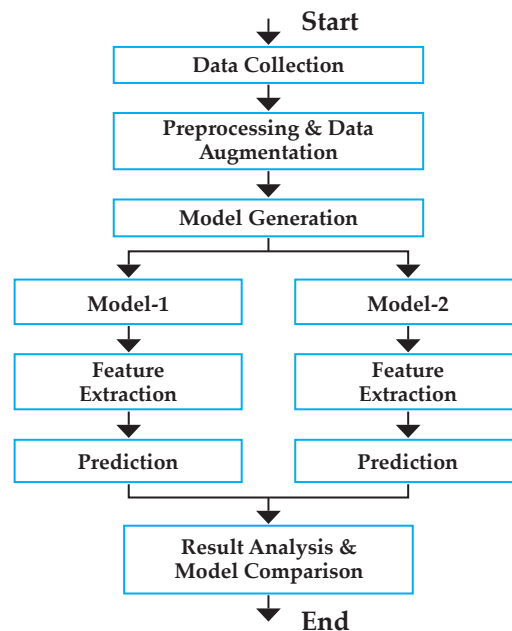 Start
Data Collection
Preprocessing & Data
Augmentation
Model Generation
Model-1
Model-2
Feature
Extraction
Feature
Extraction
Prediction
Prediction
Result Analysis &
Model Comparison
End